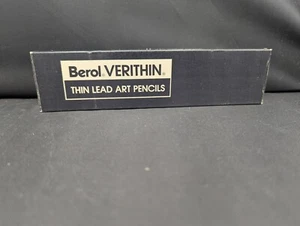 Berol VERITHIN®
THIN LEAD ART PENCILS